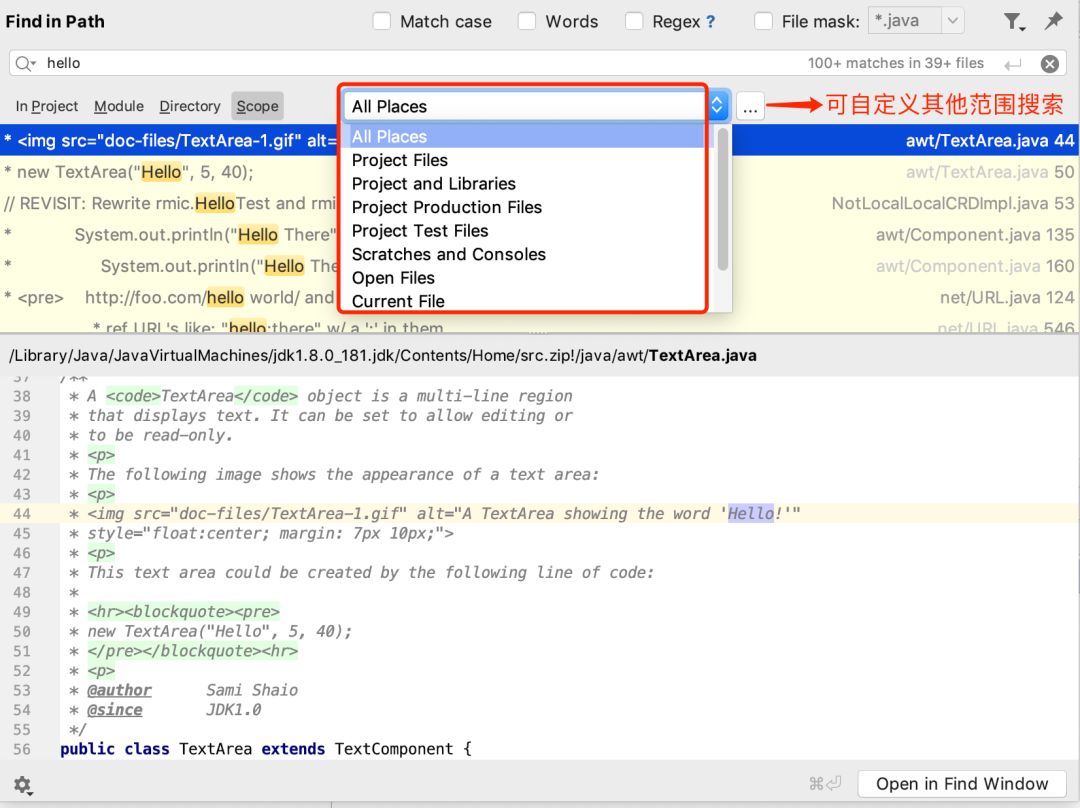 Find in Path Match case Words Regex ? File mask: *.java
hello 100+ matches in 39+ files
In Project Module Directory Scope All Places ... 可自定义其他范围搜索
All Places
Project Files
Project and Libraries
Project Production Files
Project Test Files
Scratches and Consoles
Open Files
Current File
* <img src="doc-files/TextArea-1.gif" alt= awt/TextArea.java 44
* new TextArea("Hello", 5, 40); awt/TextArea.java 50
// REVISIT: Rewrite rmic.HelloTest and rmi NotLocalLocalCRDImpl.java 53
* System.out.println("Hello There" awt/Component.java 135
* System.out.println("Hello The awt/Component.java 160
* <pre> http://foo.com/hello world/ and net/URL.java 124
* ref URL's like: "hello:there" w/ a ':' in them net/URL.java 546
/Library/Java/JavaVirtualMachines/jdk1.8.0_181.jdk/Contents/Home/src.zip!/java/awt/TextArea.java
37 /**
38 * A <code>TextArea</code> object is a multi-line region
39 * that displays text. It can be set to allow editing or
40 * to be read-only.
41 * <p>
42 * The following image shows the appearance of a text area:
43 * <p>
44 * <img src="doc-files/TextArea-1.gif" alt="A TextArea showing the word 'Hello!'"
45 * style="float:center; margin: 7px 10px;">
46 * <p>
47 * This text area could be created by the following line of code:
48 *
49 * <hr><blockquote><pre>
50 * new TextArea("Hello", 5, 40);
51 * </pre></blockquote><hr>
52 * <p>
53 * @author Sami Shaio
54 * @since JDK1.0
55 */
56 public class TextArea extends TextComponent {
⌘⏎ Open in Find Window